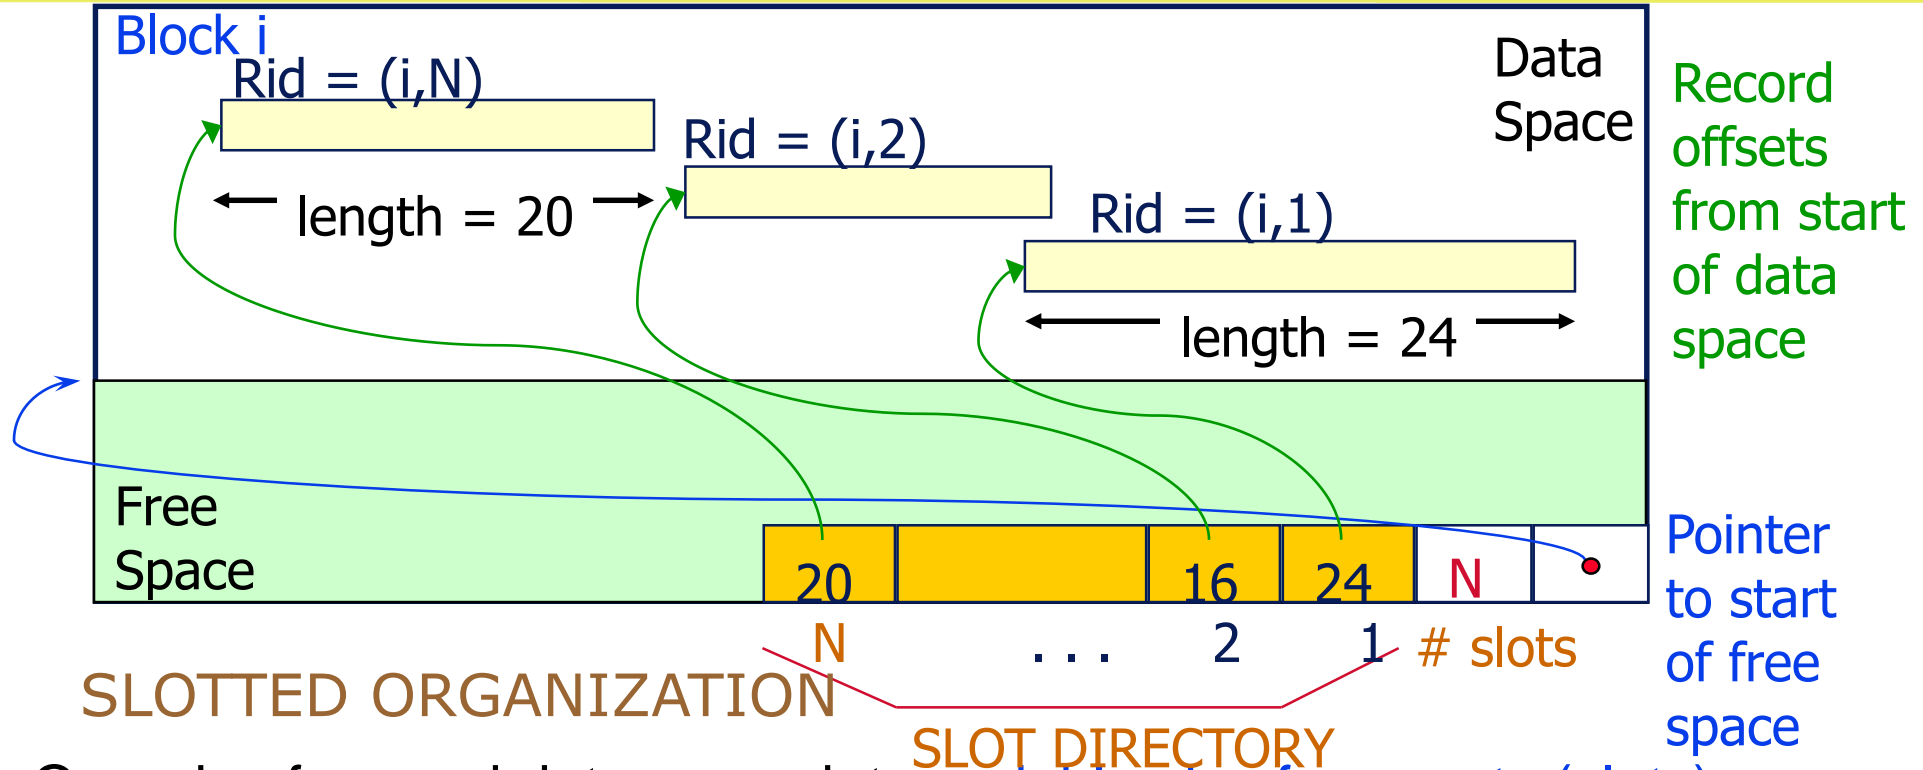 Block i
Rid = (i,N)
Data
Space
Rid = (i,2)
length = 20
Rid = (i,1)
length = 24
Record
offsets
from start
of data
space
Free
Space
20
16
24
N
N
. . .
2
1
# slots
Pointer
to start
of free
space
SLOTTED ORGANIZATION
SLOT DIRECTORY